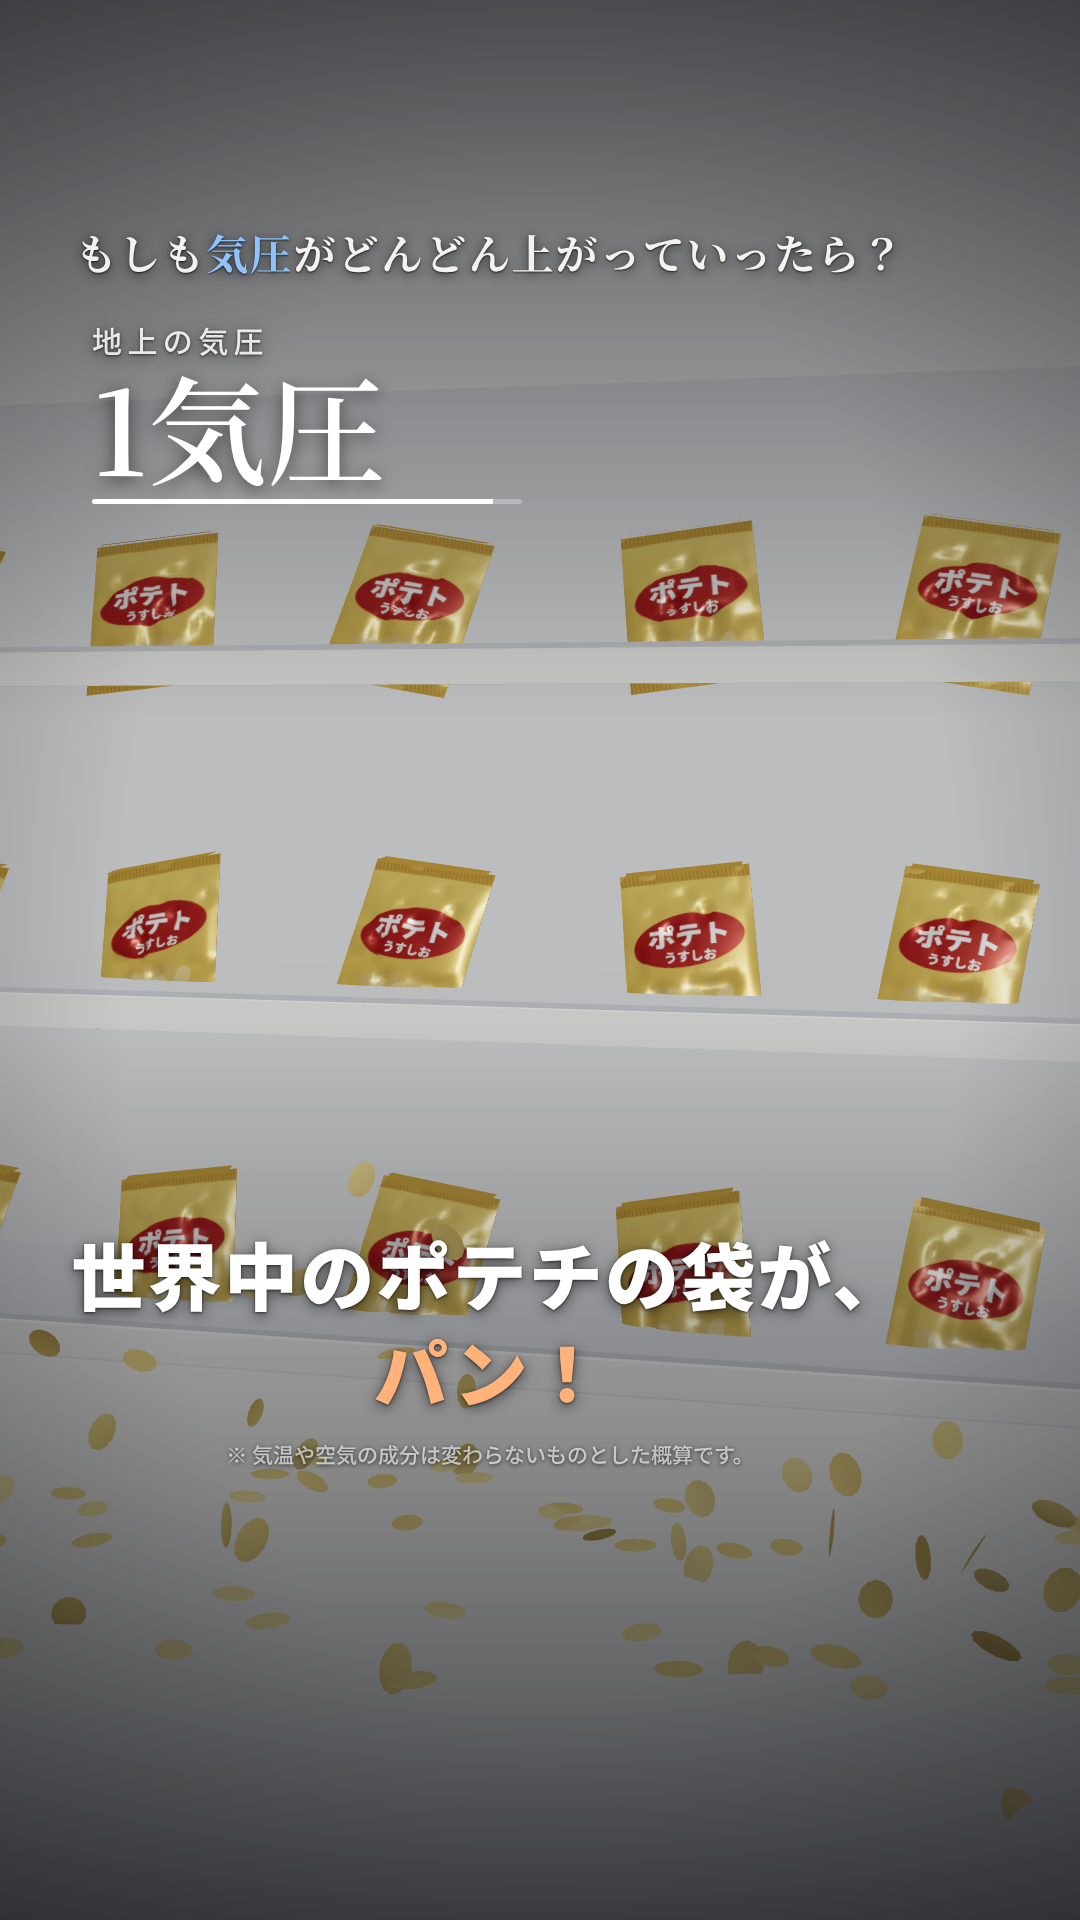 もしも気圧がどんどん上がっていったら？
地上の気圧
1気圧
ポテト
うすしお
ポテト
うすしお
ポテト
うすしお
ポテト
うすしお
ポテト
うすしお
ポテト
うすしお
ポテト
うすしお
ポテト
うすしお
ポテト
ポテト
うすしお
世界中のポテチの袋が、
パン！
※ 気温や空気の成分は変わらないものとした概算です。